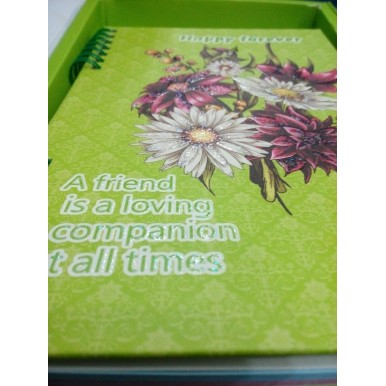 Happy forever
A friend
is a loving
companion
t all times